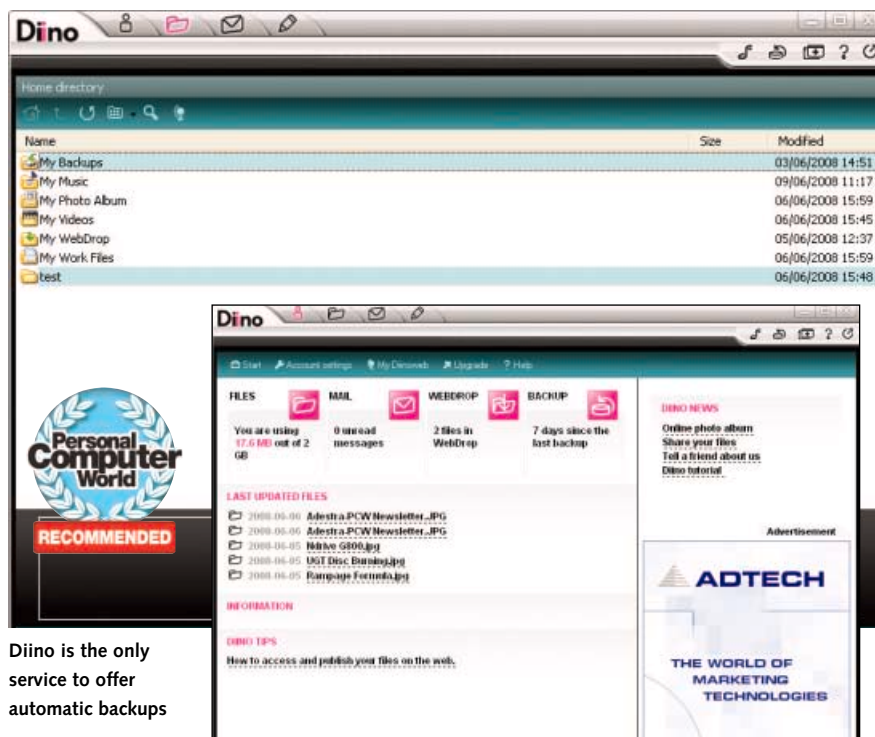 Diino
Home directory
Name Size Modified
My Backups 03/06/2008 14:51
My Music 09/06/2008 11:17
My Photo Album 06/06/2008 15:59
My Videos 06/06/2008 15:45
My WebDrop 05/06/2008 12:37
My Work Files 06/06/2008 15:59
test 06/06/2008 15:48
Diino
Start Account settings My Diinoweb Upgrade ? Help
FILES MAIL WEBDROP BACKUP
You are using 0 unread 2 files in 7 days since the
17.6 MB out of 2 messages WebDrop last backup
GB
DIINO NEWS
Online photo album
Share your files
Tell a friend about us
Diino tutorial
LAST UPDATED FILES
2008-06-06 Adestra-PCW Newsletter_.JPG
2008-06-06 Adestra-PCW Newsletter_.JPG
2008-06-05 Ndrive G800.jpg
2008-06-05 UGT Disc Burning.jpg
2008-06-05 Rampage Formula.jpg
INFORMATION
DIINO TIPS
How to access and publish your files on the web.
Advertisement
ADTECH
THE WORLD OF
MARKETING
TECHNOLOGIES
Personal
Computer
World
RECOMMENDED
Diino is the only
service to offer
automatic backups